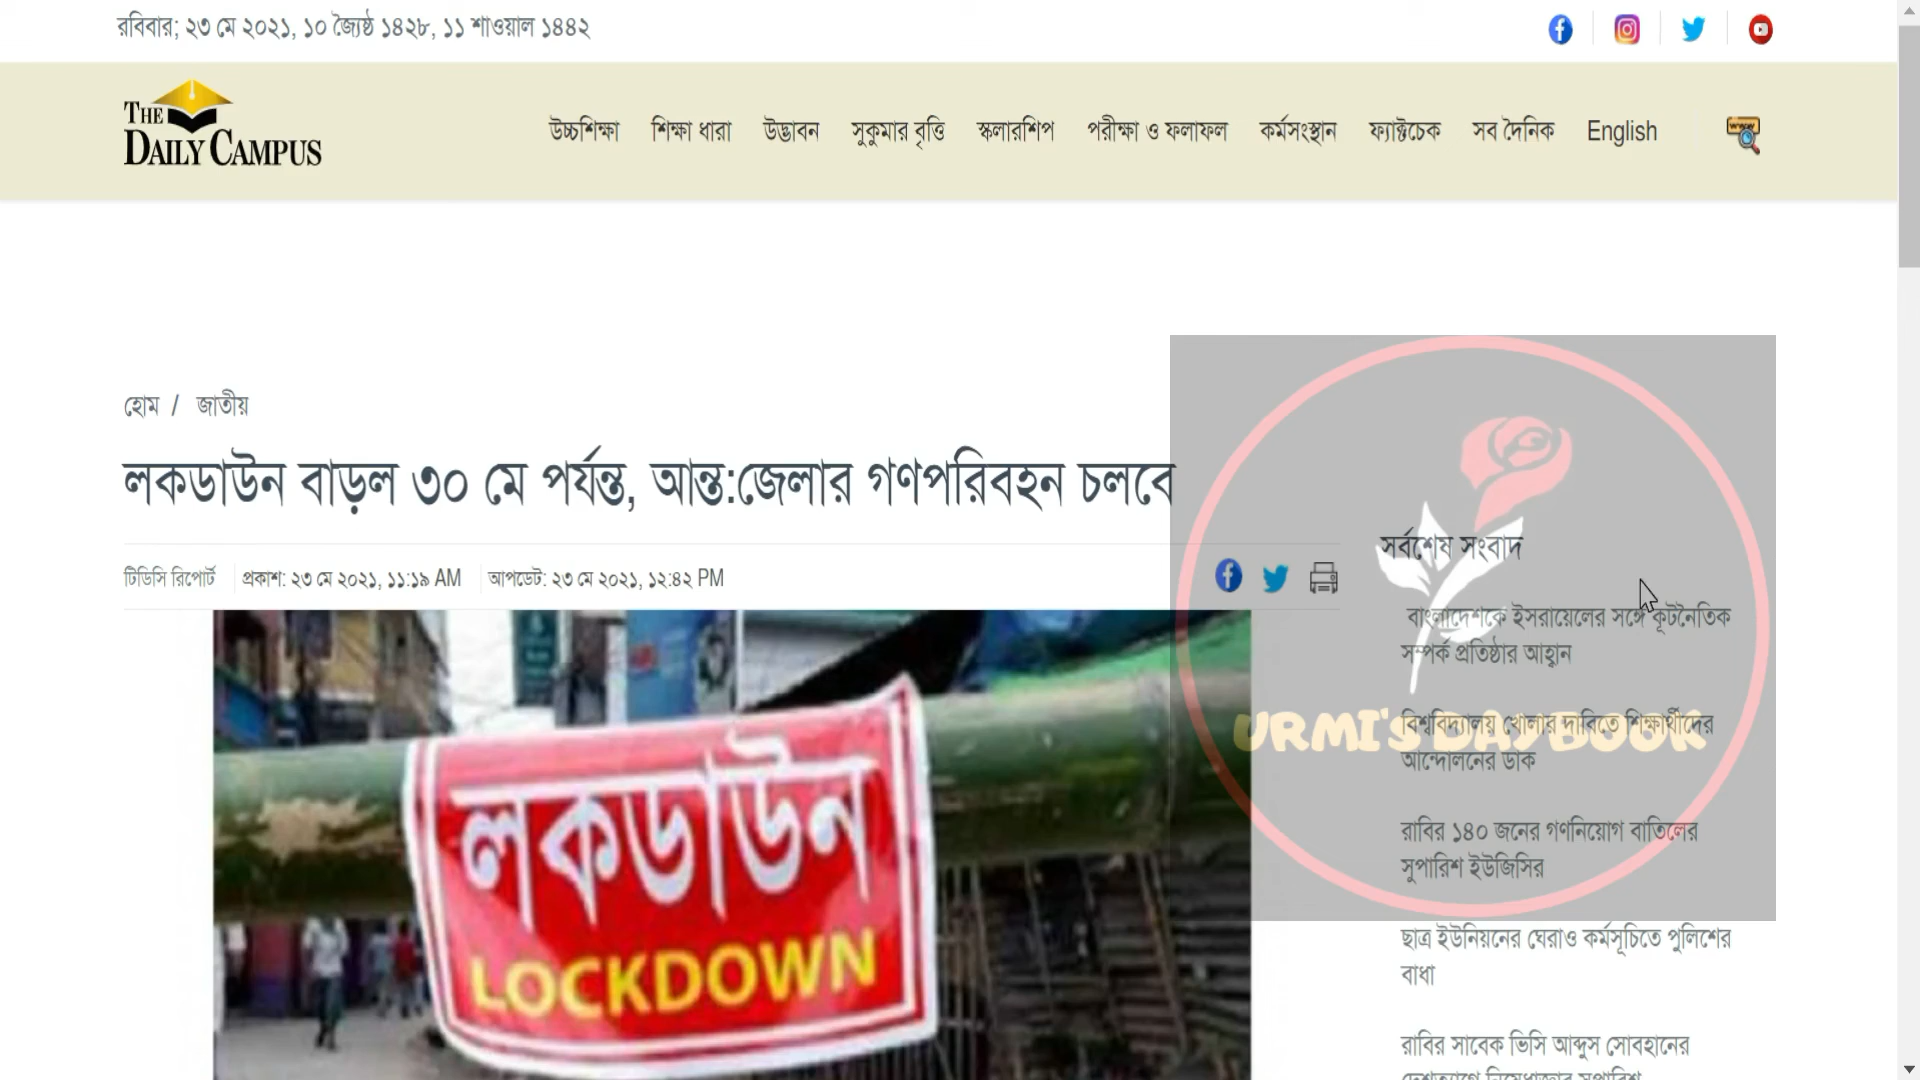 রবিবার; ২৩ মে ২০২১, ১০ জ্যৈষ্ঠ ১৪২৮, ১১ শাওয়াল ১৪৪২
THE
DAILY CAMPUS
উচ্চশিক্ষা শিক্ষা ধারা উদ্ভাবন সুকুমার বৃত্তি স্কলারশিপ পরীক্ষা ও ফলাফল কর্মসংস্থান ফ্যাক্টচেক সব দৈনিক English
www
হোম / জাতীয়
লকডাউন বাড়ল ৩০ মে পর্যন্ত, আন্ত:জেলার গণপরিবহন চলবে
টিডিসি রিপোর্ট প্রকাশ: ২৩ মে ২০২১, ১১:১৯ AM আপডেট: ২৩ মে ২০২১, ১২:৪২ PM
লকডাউন
LOCKDOWN
সর্বশেষ সংবাদ
বাংলাদেশকে ইসরায়েলের সঙ্গে কূটনৈতিক
সম্পর্ক প্রতিষ্ঠার আহ্বান
বিশ্ববিদ্যালয় খোলার দাবিতে শিক্ষার্থীদের
আন্দোলনের ডাক
URMI'S DAYBOOK
রাবির ১৪০ জনের গণনিয়োগ বাতিলের
সুপারিশ ইউজিসির
ছাত্র ইউনিয়নের ঘেরাও কর্মসূচিতে পুলিশের
বাধা
রাবির সাবেক ভিসি আব্দুস সোবহানের